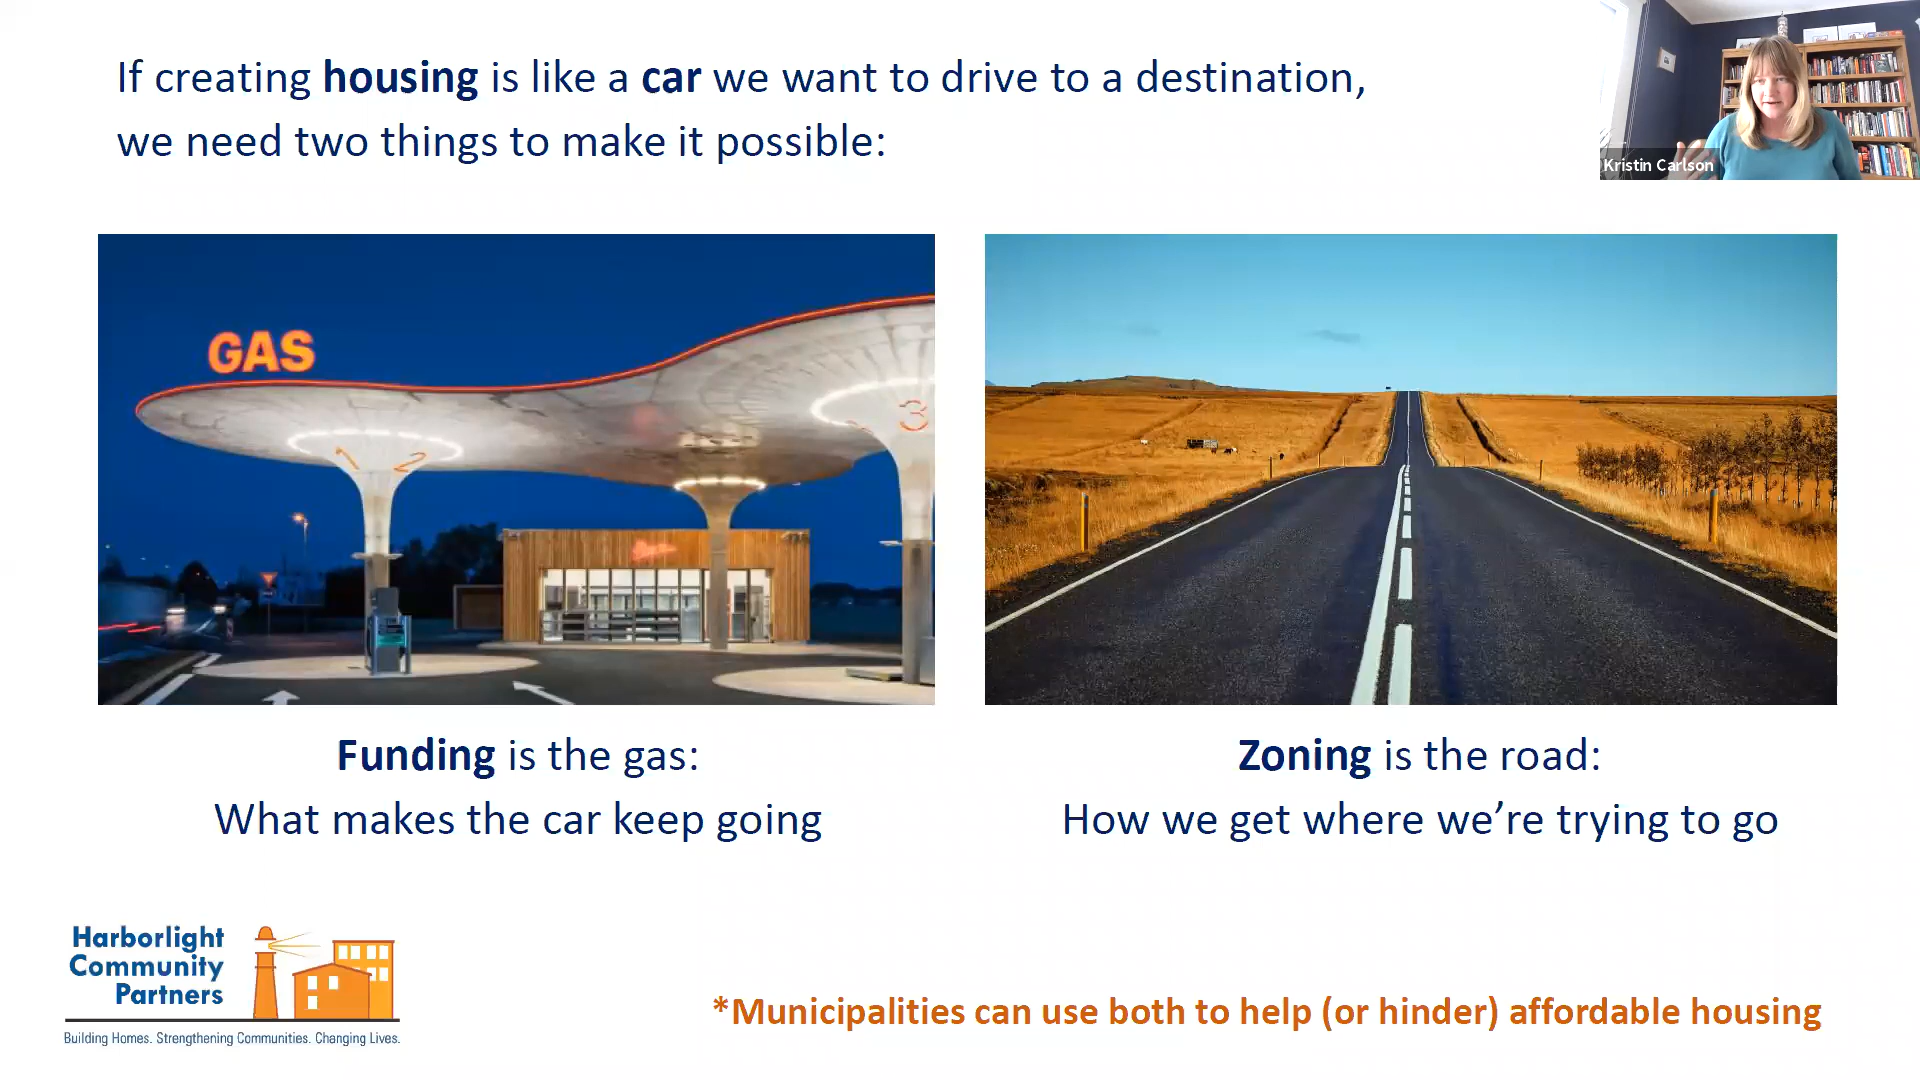 If creating housing is like a car we want to drive to a destination,
we need two things to make it possible:
Kristin Carlson
GAS
1 2
3
Funding is the gas:
What makes the car keep going
Zoning is the road:
How we get where we're trying to go
Harborlight
Community
Partners
Building Homes. Strengthening Communities. Changing Lives.
*Municipalities can use both to help (or hinder) affordable housing